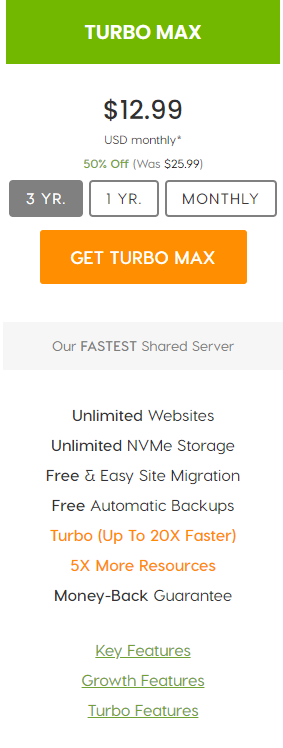 TURBO MAX
$12.99
USD monthly*
50% Off (Was $25.99)
3 YR. 1 YR. MONTHLY
GET TURBO MAX
Our FASTEST Shared Server
Unlimited Websites
Unlimited NVMe Storage
Free & Easy Site Migration
Free Automatic Backups
Turbo (Up To 20X Faster)
5X More Resources
Money-Back Guarantee
Key Features
Growth Features
Turbo Features